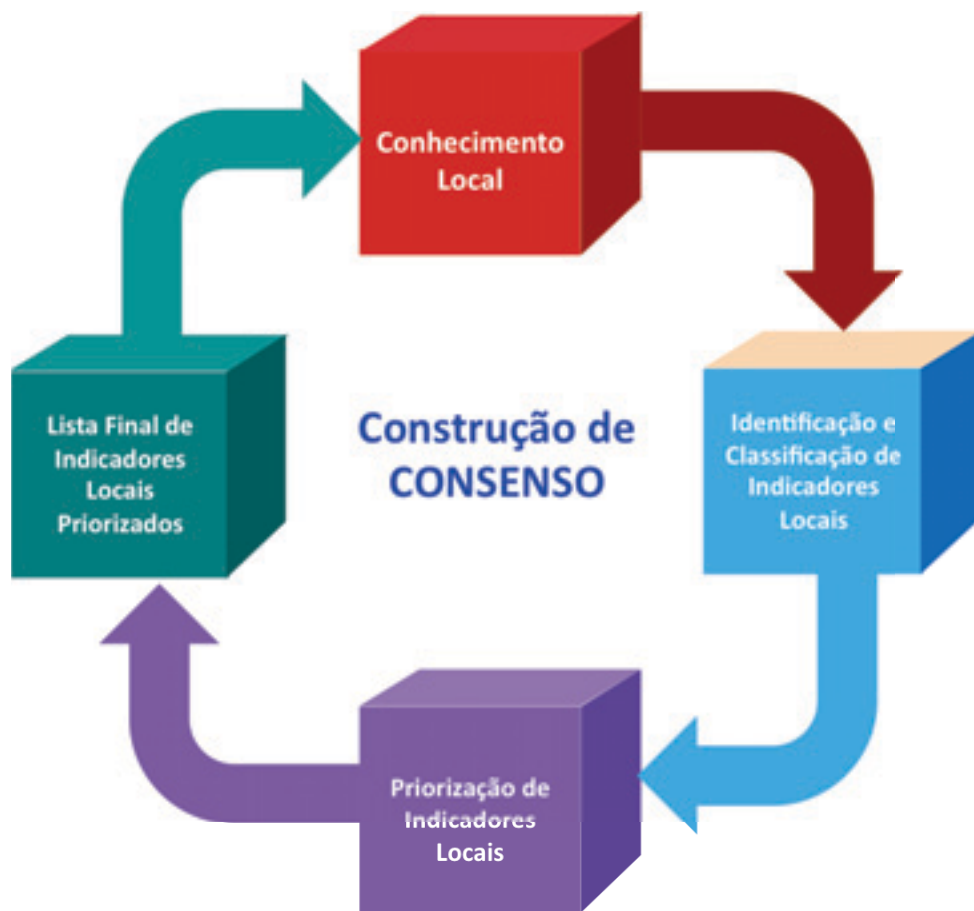 Conhecimento
Local
Identificação e
Classificação de
Indicadores
Locais
Construção de
CONSENSO
Lista Final de
Indicadores
Locais
Priorizados
Priorização de
Indicadores
Locais